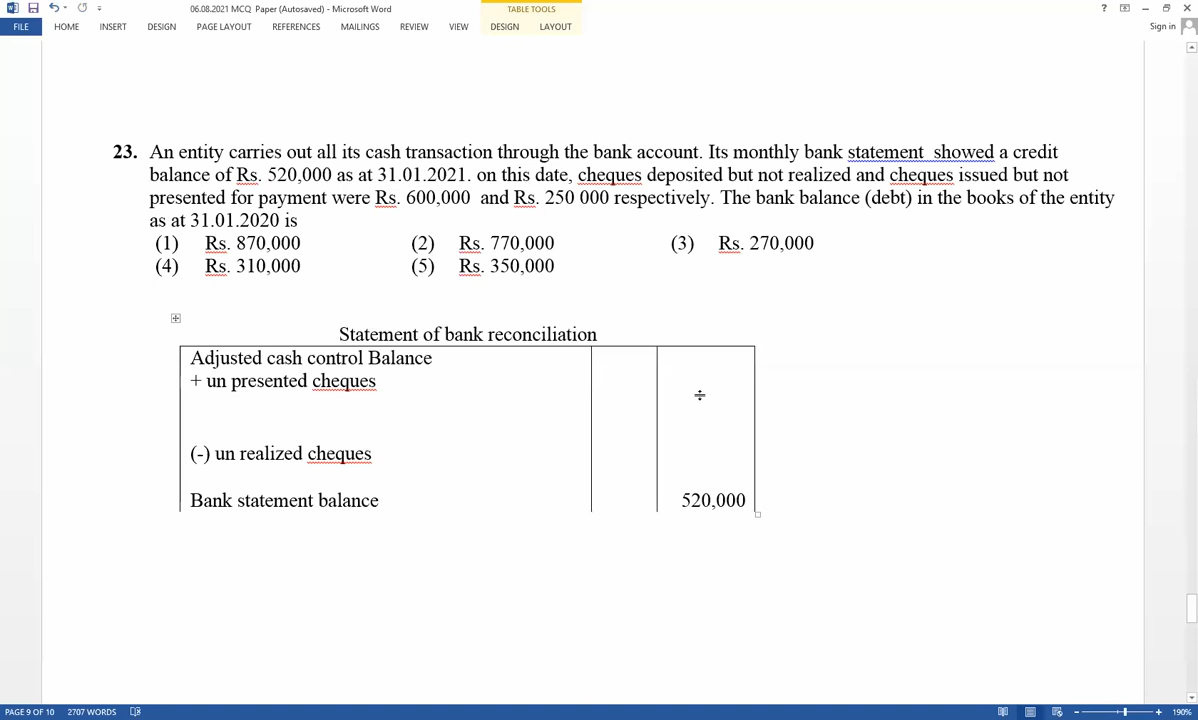 06.08.2021 MCQ Paper (Autosaved) - Microsoft Word
TABLE TOOLS
?
FILE HOME INSERT DESIGN PAGE LAYOUT REFERENCES MAILINGS REVIEW VIEW DESIGN LAYOUT Sign in
23. An entity carries out all its cash transaction through the bank account. Its monthly bank statement showed a credit
balance of Rs. 520,000 as at 31.01.2021. on this date, cheques deposited but not realized and cheques issued but not
presented for payment were Rs. 600,000 and Rs. 250 000 respectively. The bank balance (debt) in the books of the entity
as at 31.01.2020 is
(1) Rs. 870,000 (2) Rs. 770,000 (3) Rs. 270,000
(4) Rs. 310,000 (5) Rs. 350,000
Statement of bank reconciliation
Adjusted cash control Balance
+ un presented cheques
(-) un realized cheques
Bank statement balance 520,000
PAGE 9 OF 10 2707 WORDS 190%